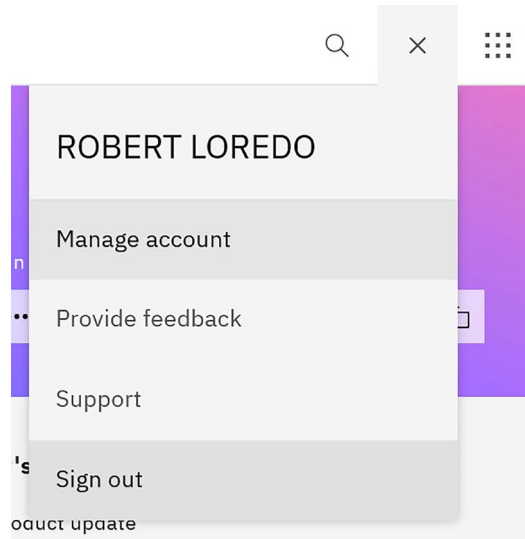 ROBERT LOREDO
Manage account
n
Provide feedback
Support
's
Sign out
oduct update